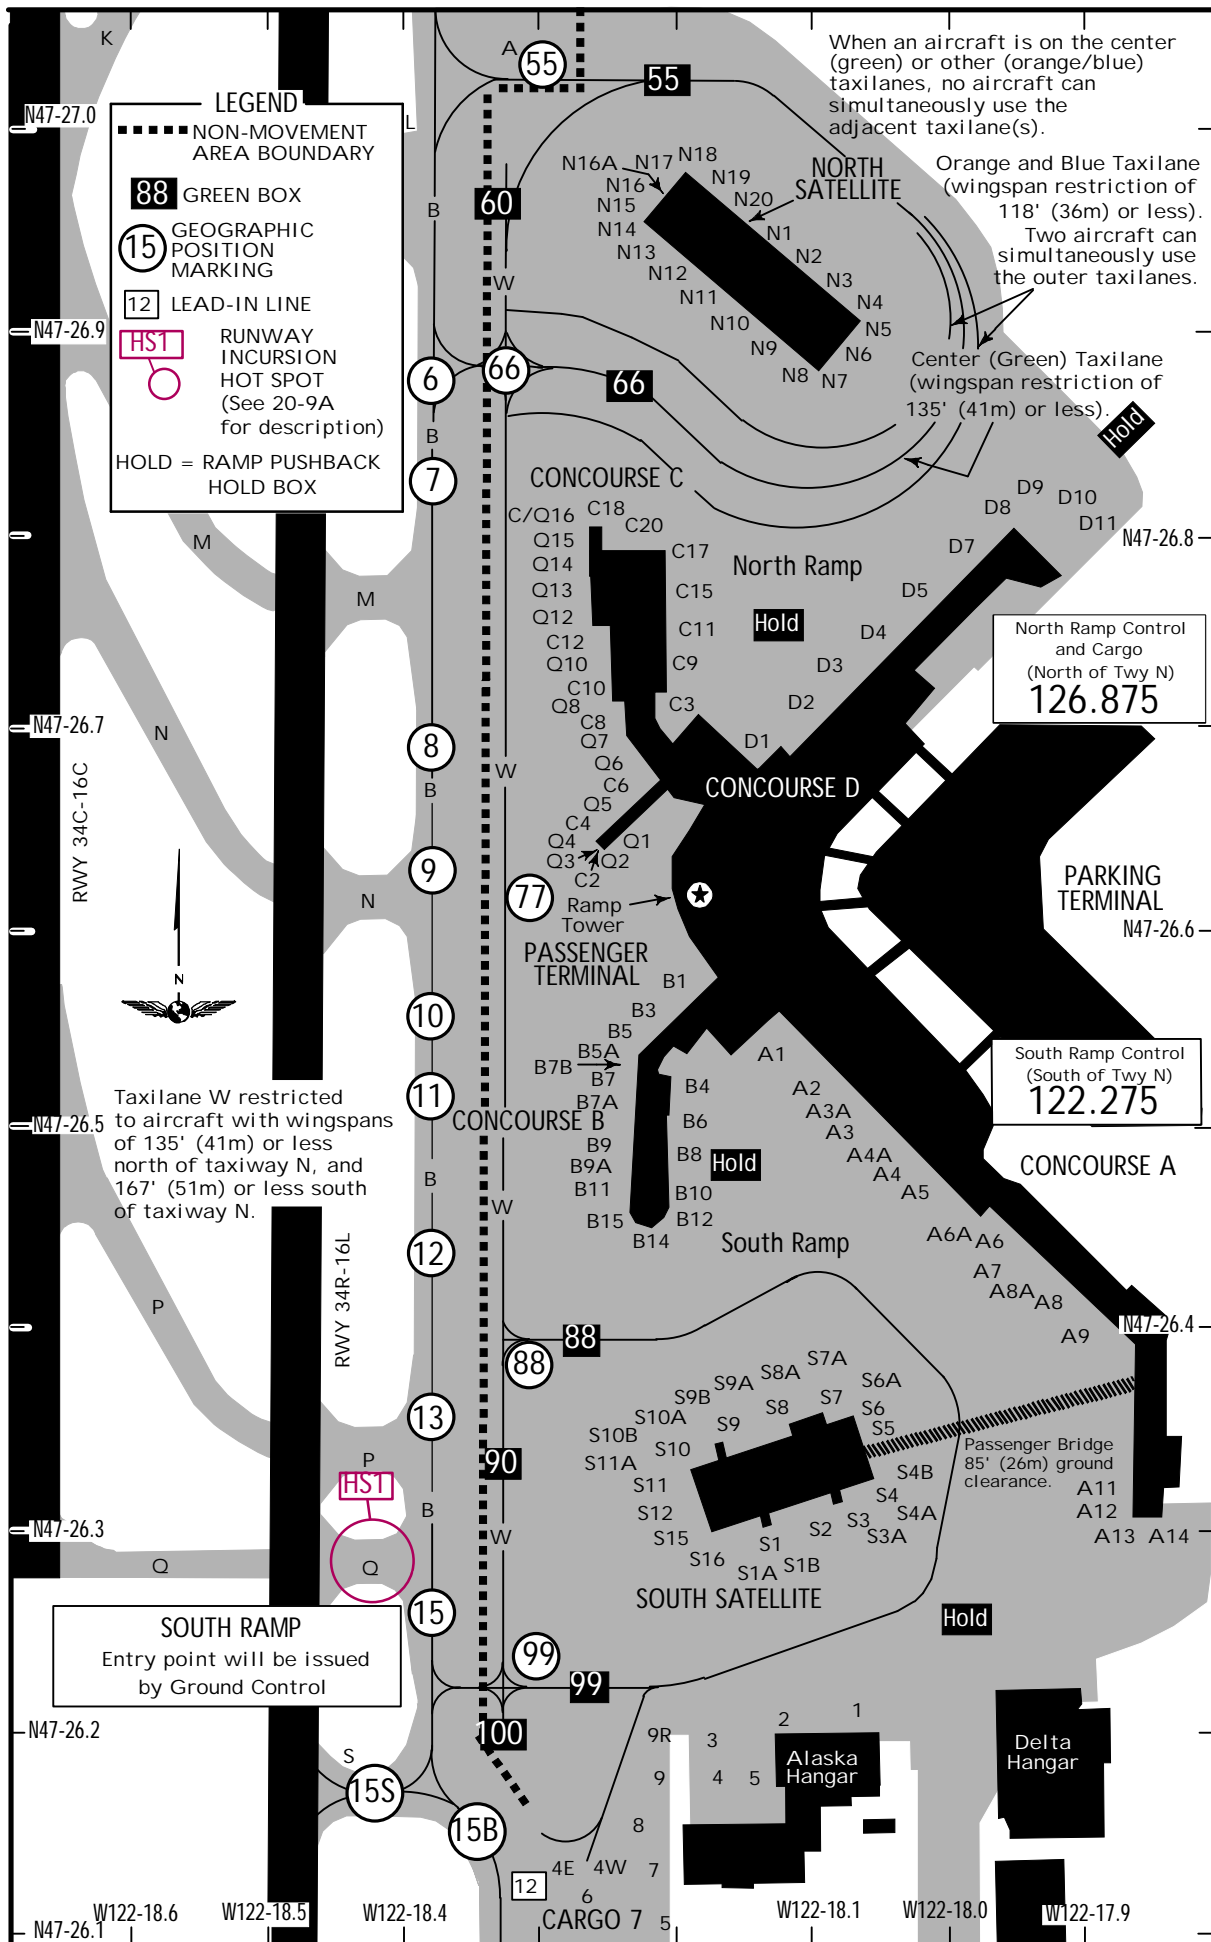 K
A
55
55
When an aircraft is on the center
(green) or other (orange/blue)
taxilanes, no aircraft can
simultaneously use the
adjacent taxilane(s).
N47-27.0
LEGEND
NON-MOVEMENT
AREA BOUNDARY
88 GREEN BOX
15 GEOGRAPHIC
POSITION
MARKING
12 LEAD-IN LINE
HS1 RUNWAY
INCURSION
HOT SPOT
(See 20-9A
for description)
HOLD = RAMP PUSHBACK
HOLD BOX
L
B
60
W
N16A
N17
N18
N19
N20
N16
N15
N14
N13
N12
N11
N10
N9
N8
N7
N6
N5
N4
N3
N2
N1
NORTH
SATELLITE
Orange and Blue Taxilane
(wingspan restriction of
118' (36m) or less).
Two aircraft can
simultaneously use
the outer taxilanes.
N47-26.9
6
66
66
Center (Green) Taxilane
(wingspan restriction of
135' (41m) or less).
Hold
B
7
CONCOURSE C
C/Q16
C18
C20
Q15
Q14
Q13
Q12
C12
Q10
C10
Q8
C8
Q7
Q6
C6
Q5
C4
Q4
Q3
C2
Q2
Q1
C17
C15
C11
C9
C3
North Ramp
Hold
D9
D10
D11
D8
D7
D5
D4
D3
D2
D1
N47-26.8
M
M
North Ramp Control
and Cargo
(North of Twy N)
126.875
N47-26.7
N
8
W
B
CONCOURSE D
RWY 34C-16C
9
N
77
Ramp
Tower
PARKING
TERMINAL
N47-26.6
PASSENGER
TERMINAL
N
10
B1
B3
B5
B5A
B7B
B7
B7A
B9
B9A
B11
B15
B14
B4
B6
B8
B10
B12
A1
A2
A3A
A3
A4A
A4
A5
A6A
A6
A7
A8A
A8
A9
South Ramp Control
(South of Twy N)
122.275
Taxilane W restricted
to aircraft with wingspans
of 135' (41m) or less
north of taxiway N, and
167' (51m) or less south
of taxiway N.
N47-26.5
11
CONCOURSE B
Hold
CONCOURSE A
B
W
12
South Ramp
RWY 34R-16L
P
N47-26.4
88
88
S7A
S8A
S6A
S9A
S9B
S7
S8
S6
S10A
S9
S5
S10B
S10
S11A
S11
S12
S15
S16
S1
S1A
S1B
S2
S3
S3A
S4
S4A
S4B
13
P
HS1
90
Passenger Bridge
85' (26m) ground
clearance.
A11
A12
A13
A14
B
W
N47-26.3
Q
Q
SOUTH SATELLITE
15
Hold
SOUTH RAMP
Entry point will be issued
by Ground Control
99
99
N47-26.2
100
S
15S
15B
9R
3
2
1
9
4
5
Alaska
Hangar
Delta
Hangar
8
4E
4W
7
12
6
CARGO 7
5
W122-18.6
W122-18.5
W122-18.4
W122-18.1
W122-18.0
W122-17.9
N47-26.1